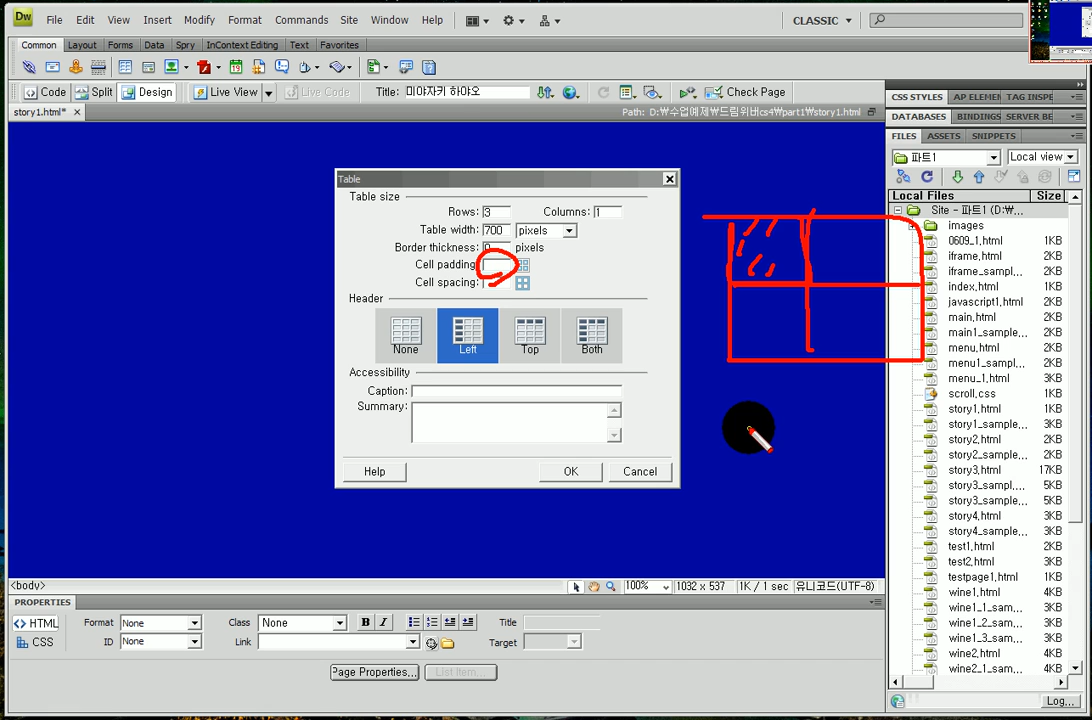 Dw File Edit View Insert Modify Format Commands Site Window Help CLASSIC
Common Layout Forms Data Spry InContext Editing Text Favorites
Code Split Design Live View Live Code Title: 미야자키 하야오 Check Page
story1.html* Path: D:₩수업예제₩드림위버cs4₩part1₩story1.html
Table
Table size
Rows: 3 Columns: 1
Table width: 700 pixels
Border thickness: 0 pixels
Cell padding:
Cell spacing:
Header
None Left Top Both
Accessibility
Caption:
Summary:
Help OK Cancel
CSS STYLES AP ELEMEN TAG INSPE
DATABASES BINDINGS SERVER BE
FILES ASSETS SNIPPETS
파트1 Local view
Local Files Size
Site - 파트1 (D:₩...
images
0609_1.html 1KB
iframe.html 2KB
iframe_sampl... 2KB
index.html 1KB
javascript1.html 2KB
main.html 1KB
main1_sample... 2KB
menu.html 1KB
menu1_sampl... 2KB
menu_1.html 3KB
scroll.css 1KB
story1.html 1KB
story1_sample... 3KB
story2.html 2KB
story2_sample... 2KB
story3.html 17KB
story3_sampl... 5KB
story3_sample... 5KB
story4.html 3KB
story4_sample... 3KB
test1.html 2KB
test2.html 3KB
testpage1.html 1KB
wine1.html 4KB
wine1_1_sam... 3KB
wine1_2_sam... 3KB
wine1_3_sam... 3KB
wine2.html 4KB
wine2_1_sam... 4KB
Log...
<body> 100% 1032 x 537 1K / 1 sec 유니코드(UTF-8)
PROPERTIES
<> HTML Format None Class None B I Title
CSS ID None Link Target
Page Properties... List Item...